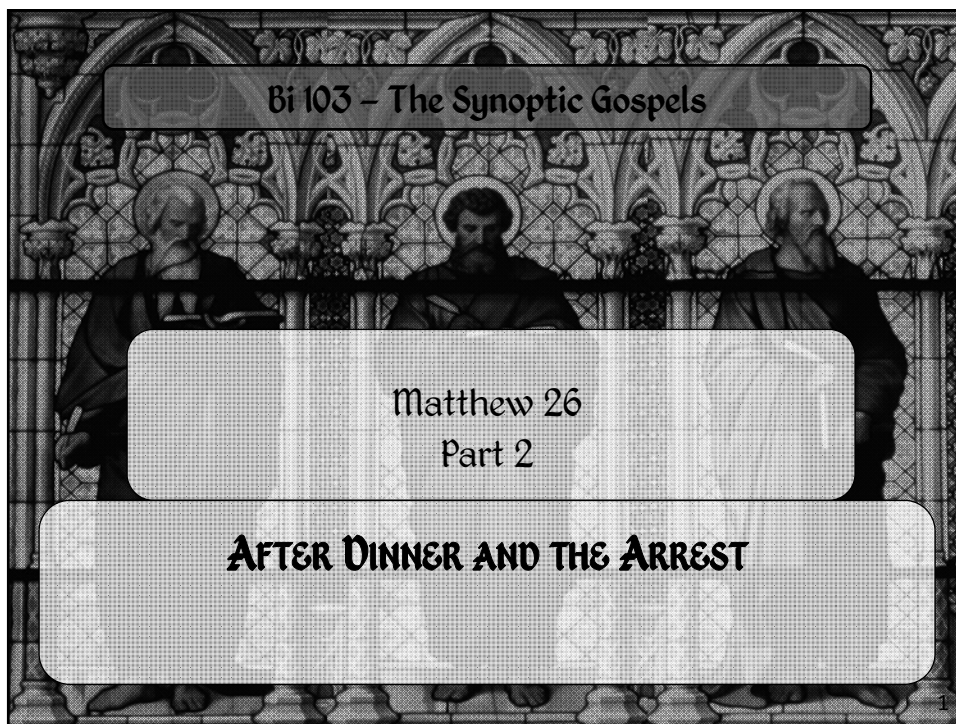 Bi 103 – The Synoptic Gospels
Matthew 26
Part 2
After Dinner and the Arrest
1